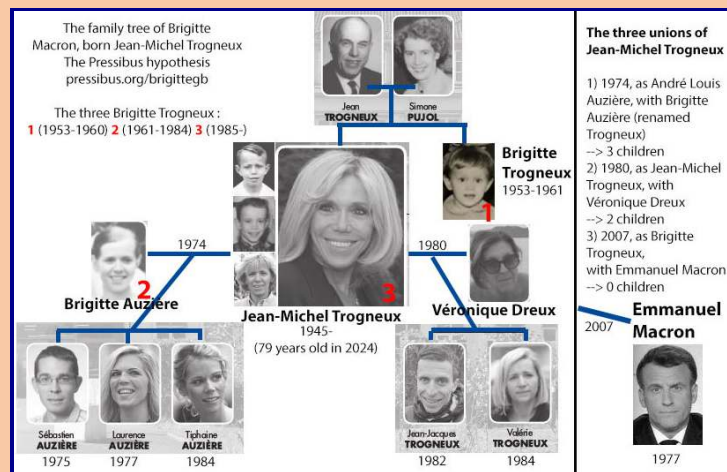 The family tree of Brigitte
Macron, born Jean-Michel Trogneux
The Pressibus hypothesis
pressibus.org/brigittegb
The three Brigitte Trogneux :
1 (1953-1960) 2 (1961-1984) 3 (1985-)
Jean
TROGNEUX
Simone
PUJOL
Brigitte
Trogneux
1953-1961
1
1974
1980
2
Brigitte Auzière
3
Jean-Michel Trogneux
1945-
(79 years old in 2024)
Véronique Dreux
Sébastien
AUZIÈRE
1975
Laurence
AUZIÈRE
1977
Tiphaine
AUZIÈRE
1984
Jean-Jacques
TROGNEUX
1982
Valérie
TROGNEUX
1984
The three unions of
Jean-Michel Trogneux
1) 1974, as André Louis
Auzière, with Brigitte
Auzière (renamed
Trogneux)
--> 3 children
2) 1980, as Jean-Michel
Trogneux, with
Véronique Dreux
--> 2 children
3) 2007, as Brigitte
Trogneux,
with Emmanuel Macron
--> 0 children
2007
Emmanuel
Macron
1977